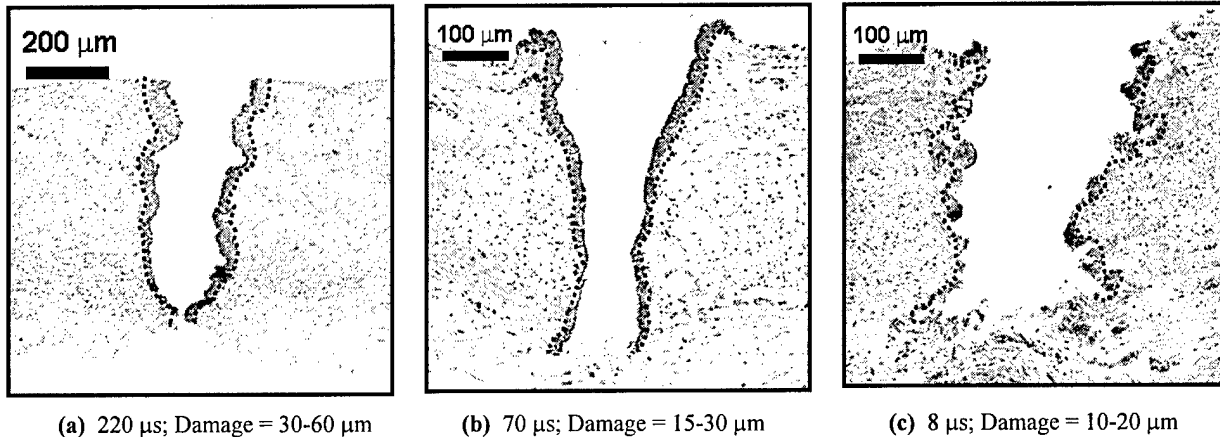 200 μm
100 μm
100 μm
(a) 220 μs; Damage = 30-60 μm
(b) 70 μs; Damage = 15-30 μm
(c) 8 μs; Damage = 10-20 μm